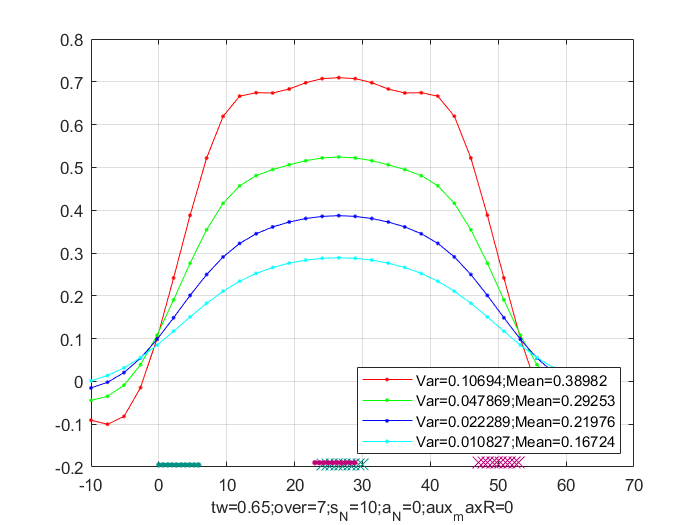 0.8
0.7
0.6
0.5
0.4
0.3
0.2
0.1
0
-0.1
-0.2
Var=0.10694;Mean=0.38982
Var=0.047869;Mean=0.29253
Var=0.022289;Mean=0.21976
Var=0.010827;Mean=0.16724
-10 0 10 20 30 40 50 60 70
tw=0.65;over=7;s_N=10;a_N=0;aux_maxR=0